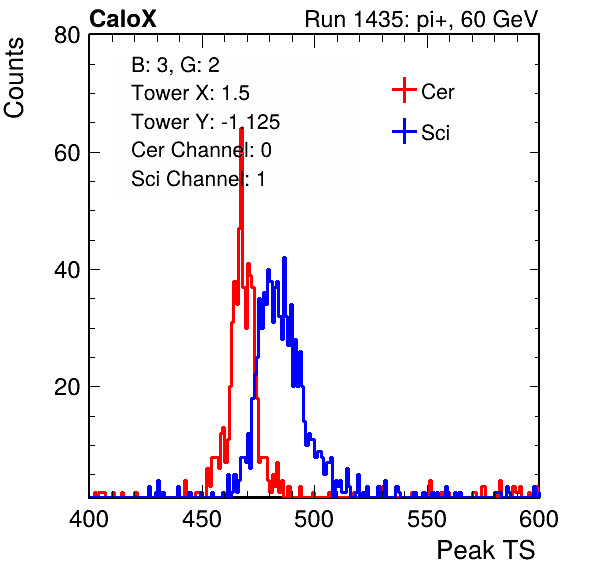 CaloX Run 1435: pi+, 60 GeV
Counts
80
60
40
20
B: 3, G: 2
Tower X: 1.5
Tower Y: -1.125
Cer Channel: 0
Sci Channel: 1
Cer
Sci
400 450 500 550 600
Peak TS